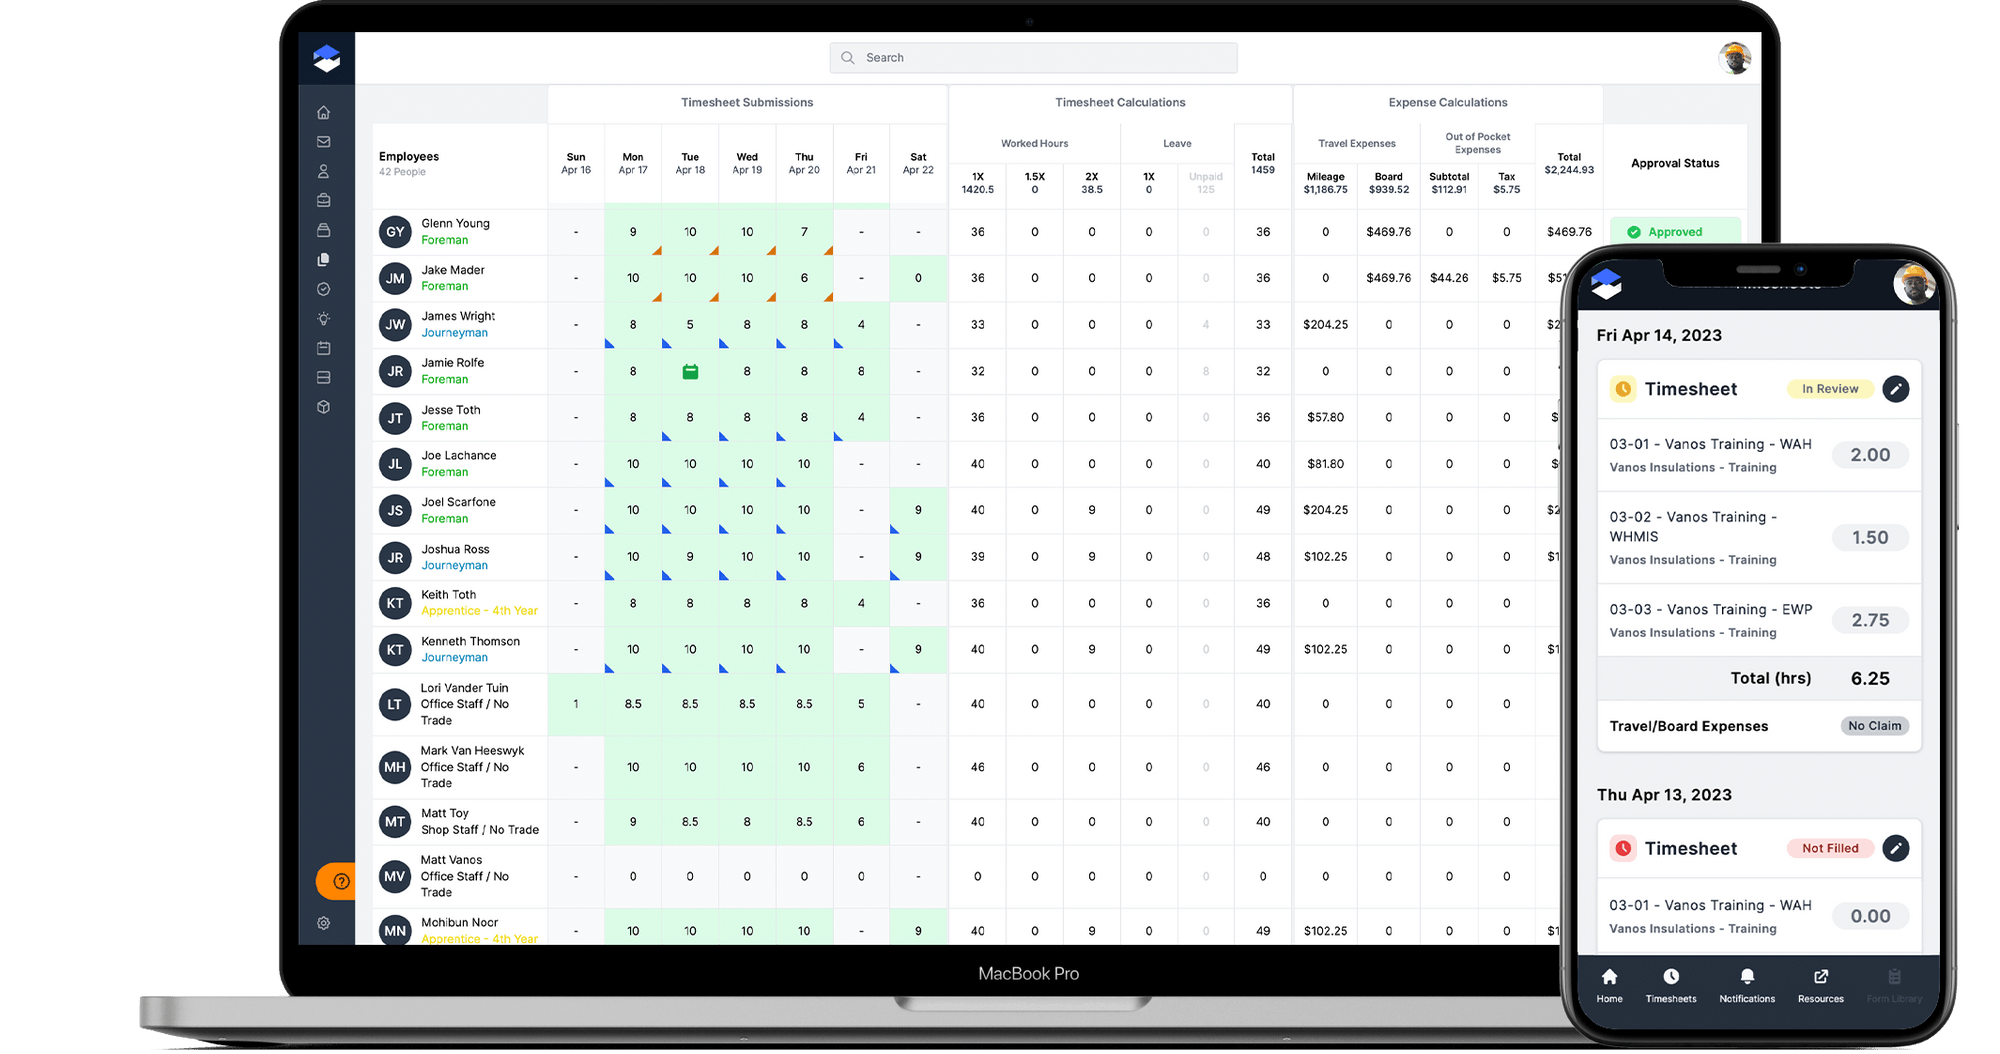 Search
Timesheet Submissions Timesheet Calculations Expense Calculations
Employees
42 People
Sun Apr 16 Mon Apr 17 Tue Apr 18 Wed Apr 19 Thu Apr 20 Fri Apr 21 Sat Apr 22
Worked Hours Leave Total 1459
1X 1420.5 1.5X 0 2X 38.5 1X 0 Unpaid 125
Travel Expenses Out of Pocket Expenses Total $2,244.93
Mileage $1,186.75 Board $939.52 Subtotal $112.91 Tax $5.75
Approval Status
GY Glenn Young Foreman - 9 10 10 7 - - 36 0 0 0 0 36 0 $469.76 0 0 $469.76 Approved
JM Jake Mader Foreman - 10 10 10 6 - 0 36 0 0 0 0 36 0 $469.76 $44.26 $5.75
JW James Wright Journeyman - 8 5 8 8 4 - 33 0 0 0 4 33 $204.25 0 0 0
JR Jamie Rolfe Foreman - 8 8 8 8 - 32 0 0 0 8 32 0 0 0 0
JT Jesse Toth Foreman - 8 8 8 8 4 - 36 0 0 0 0 36 $57.80 0 0 0
JL Joe Lachance Foreman - 10 10 10 10 - - 40 0 0 0 0 40 $81.80 0 0 0
JS Joel Scarfone Foreman - 10 10 10 10 - 9 40 0 9 0 0 49 $204.25 0 0 0
JR Joshua Ross Journeyman - 10 9 10 10 - 9 39 0 9 0 0 48 $102.25 0 0 0
KT Keith Toth Apprentice - 4th Year - 8 8 8 8 4 - 36 0 0 0 0 36 0 0 0 0
KT Kenneth Thomson Journeyman - 10 10 10 10 - 9 40 0 9 0 0 49 $102.25 0 0 0
LT Lori Vander Tuin Office Staff / No Trade 1 8.5 8.5 8.5 8.5 5 - 40 0 0 0 0 40 0 0 0 0
MH Mark Van Heeswyk Office Staff / No Trade - 10 10 10 10 6 - 46 0 0 0 0 46 0 0 0 0
MT Matt Toy Shop Staff / No Trade - 9 8.5 8 8.5 6 - 40 0 0 0 0 40 0 0 0 0
MV Matt Vanos Office Staff / No Trade - 0 0 0 0 0 - 0 0 0 0 0 0 0 0 0 0
MN Mohibun Noor Apprentice - 4th Year - 10 10 10 10 - 9 40 0 9 0 0 49 $102.25 0 0 0
MacBook Pro
Timesheets
Fri Apr 14, 2023
Timesheet In Review
03-01 - Vanos Training - WAH
Vanos Insulations - Training
2.00
03-02 - Vanos Training -
WHMIS
Vanos Insulations - Training
1.50
03-03 - Vanos Training - EWP
Vanos Insulations - Training
2.75
Total (hrs) 6.25
Travel/Board Expenses No Claim
Thu Apr 13, 2023
Timesheet Not Filled
03-01 - Vanos Training - WAH
Vanos Insulations - Training
0.00
Home Timesheets Notifications Resources Form Library